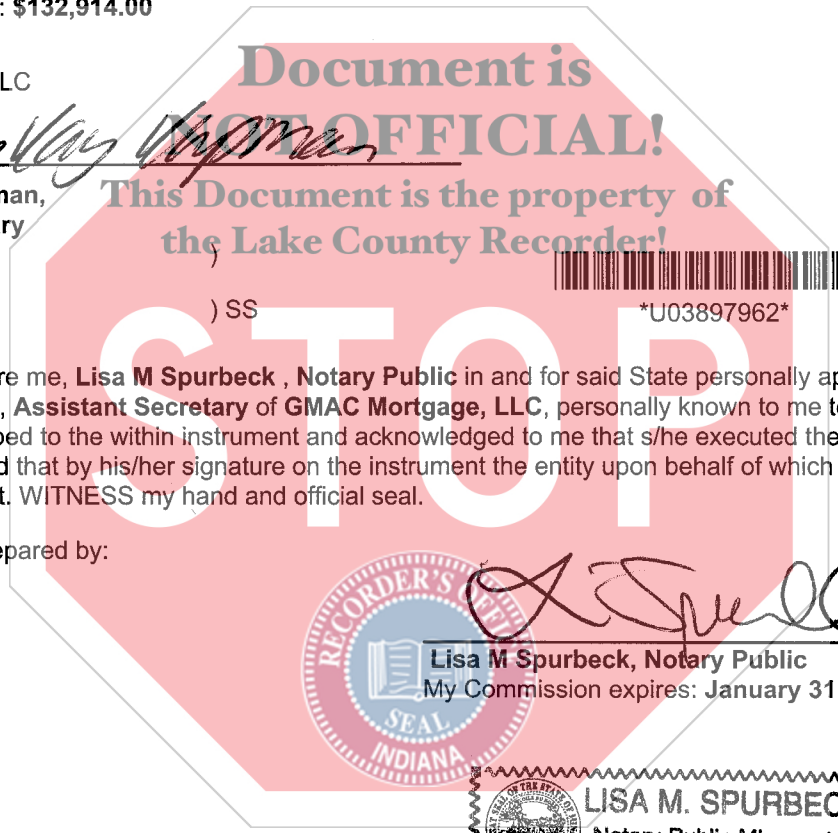 : $132,914.00
Document is
LC
NOT OFFICIAL!
This Document is the property of
man,
ry
the Lake County Recorder!
)
) SS
*U03897962*
STOP
re me, Lisa M Spurbeck , Notary Public in and for said State personally ap
, Assistant Secretary of GMAC Mortgage, LLC, personally known to me t
bed to the within instrument and acknowledged to me that s/he executed the
d that by his/her signature on the instrument the entity upon behalf of which
t. WITNESS my hand and official seal.
epared by:
RECORDER'S OFFICE
SEAL
INDIANA
Lisa M Spurbeck, Notary Public
My Commission expires: January 31
LISA M. SPURBEC
Notary Public